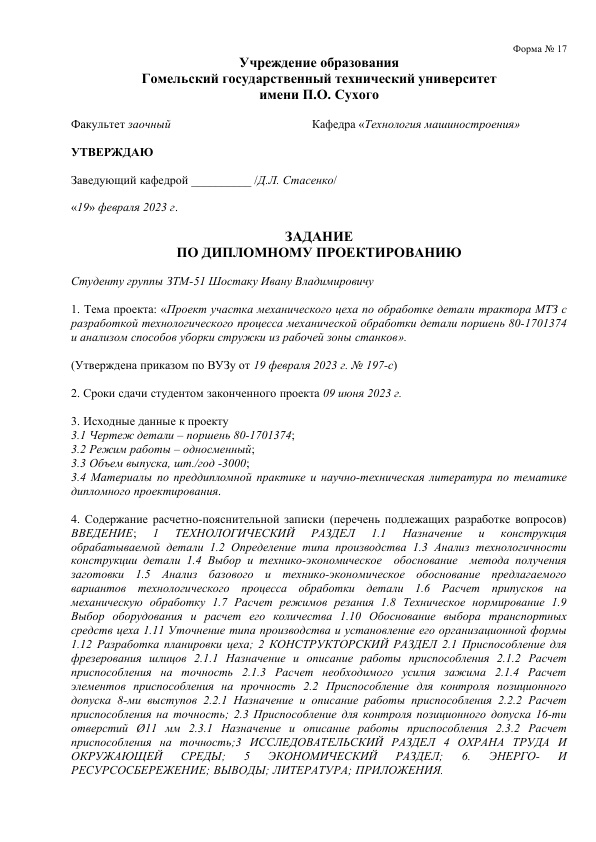 Форма № 17
Учреждение образования
Гомельский государственный технический университет
имени П.О. Сухого
Факультет заочный Кафедра «Технология машиностроения»
УТВЕРЖДАЮ
Заведующий кафедрой __________ /Д.Л. Стасенко/
«19» февраля 2023 г.
ЗАДАНИЕ
ПО ДИПЛОМНОМУ ПРОЕКТИРОВАНИЮ
Студенту группы ЗТМ-51 Шостаку Ивану Владимировичу
1. Тема проекта: «Проект участка механического цеха по обработке детали трактора МТЗ с
разработкой технологического процесса механической обработки детали поршень 80-1701374
и анализом способов уборки стружки из рабочей зоны станков».
(Утверждена приказом по ВУЗу от 19 февраля 2023 г. № 197-с)
2. Сроки сдачи студентом законченного проекта 09 июня 2023 г.
3. Исходные данные к проекту
3.1 Чертеж детали – поршень 80-1701374;
3.2 Режим работы – односменный;
3.3 Объем выпуска, шт./год -3000;
3.4 Материалы по преддипломной практике и научно-техническая литература по тематике
дипломного проектирования.
4. Содержание расчетно-пояснительной записки (перечень подлежащих разработке вопросов)
ВВЕДЕНИЕ; 1 ТЕХНОЛОГИЧЕСКИЙ РАЗДЕЛ 1.1 Назначение и конструкция
обрабатываемой детали 1.2 Определение типа производства 1.3 Анализ технологичности
конструкции детали 1.4 Выбор и технико-экономическое обоснование метода получения
заготовки 1.5 Анализ базового и технико-экономическое обоснование предлагаемого
вариантов технологического процесса обработки детали 1.6 Расчет припусков на
механическую обработку 1.7 Расчет режимов резания 1.8 Техническое нормирование 1.9
Выбор оборудования и расчет его количества 1.10 Обоснование выбора транспортных
средств цеха 1.11 Уточнение типа производства и установление его организационной формы
1.12 Разработка планировки цеха; 2 КОНСТРУКТОРСКИЙ РАЗДЕЛ 2.1 Приспособление для
фрезерования шлицов 2.1.1 Назначение и описание работы приспособления 2.1.2 Расчет
приспособления на точность 2.1.3 Расчет необходимого усилия зажима 2.1.4 Расчет
элементов приспособления на прочность 2.2 Приспособление для контроля позиционного
допуска 8-ми выступов 2.2.1 Назначение и описание работы приспособления 2.2.2 Расчет
приспособления на точность; 2.3 Приспособление для контроля позиционного допуска 16-ти
отверстий Ø11 мм 2.3.1 Назначение и описание работы приспособления 2.3.2 Расчет
приспособления на точность;3 ИССЛЕДОВАТЕЛЬСКИЙ РАЗДЕЛ 4 ОХРАНА ТРУДА И
ОКРУЖАЮЩЕЙ СРЕДЫ; 5 ЭКОНОМИЧЕСКИЙ РАЗДЕЛ; 6. ЭНЕРГО- И
РЕСУРСОСБЕРЕЖЕНИЕ; ВЫВОДЫ; ЛИТЕРАТУРА; ПРИЛОЖЕНИЯ.